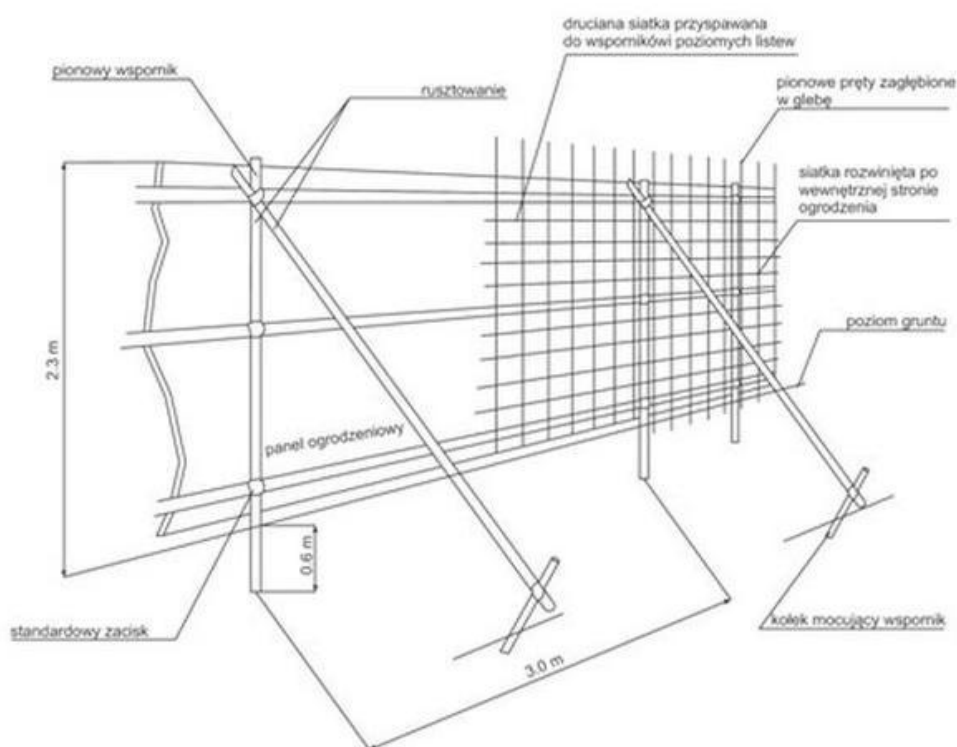 druciana siatka przyspawana
do wspornikówi poziomych listew
pionowy wspornik
rusztowanie
pionowe pręty zagłębione
w glebę
siatka rozwinięta po
wewnętrznej stronie
ogrodzenia
poziom gruntu
2.3 m
panel ogrodzeniowy
0.6 m
standardowy zacisk
3.0 m
kołek mocujący wspornik